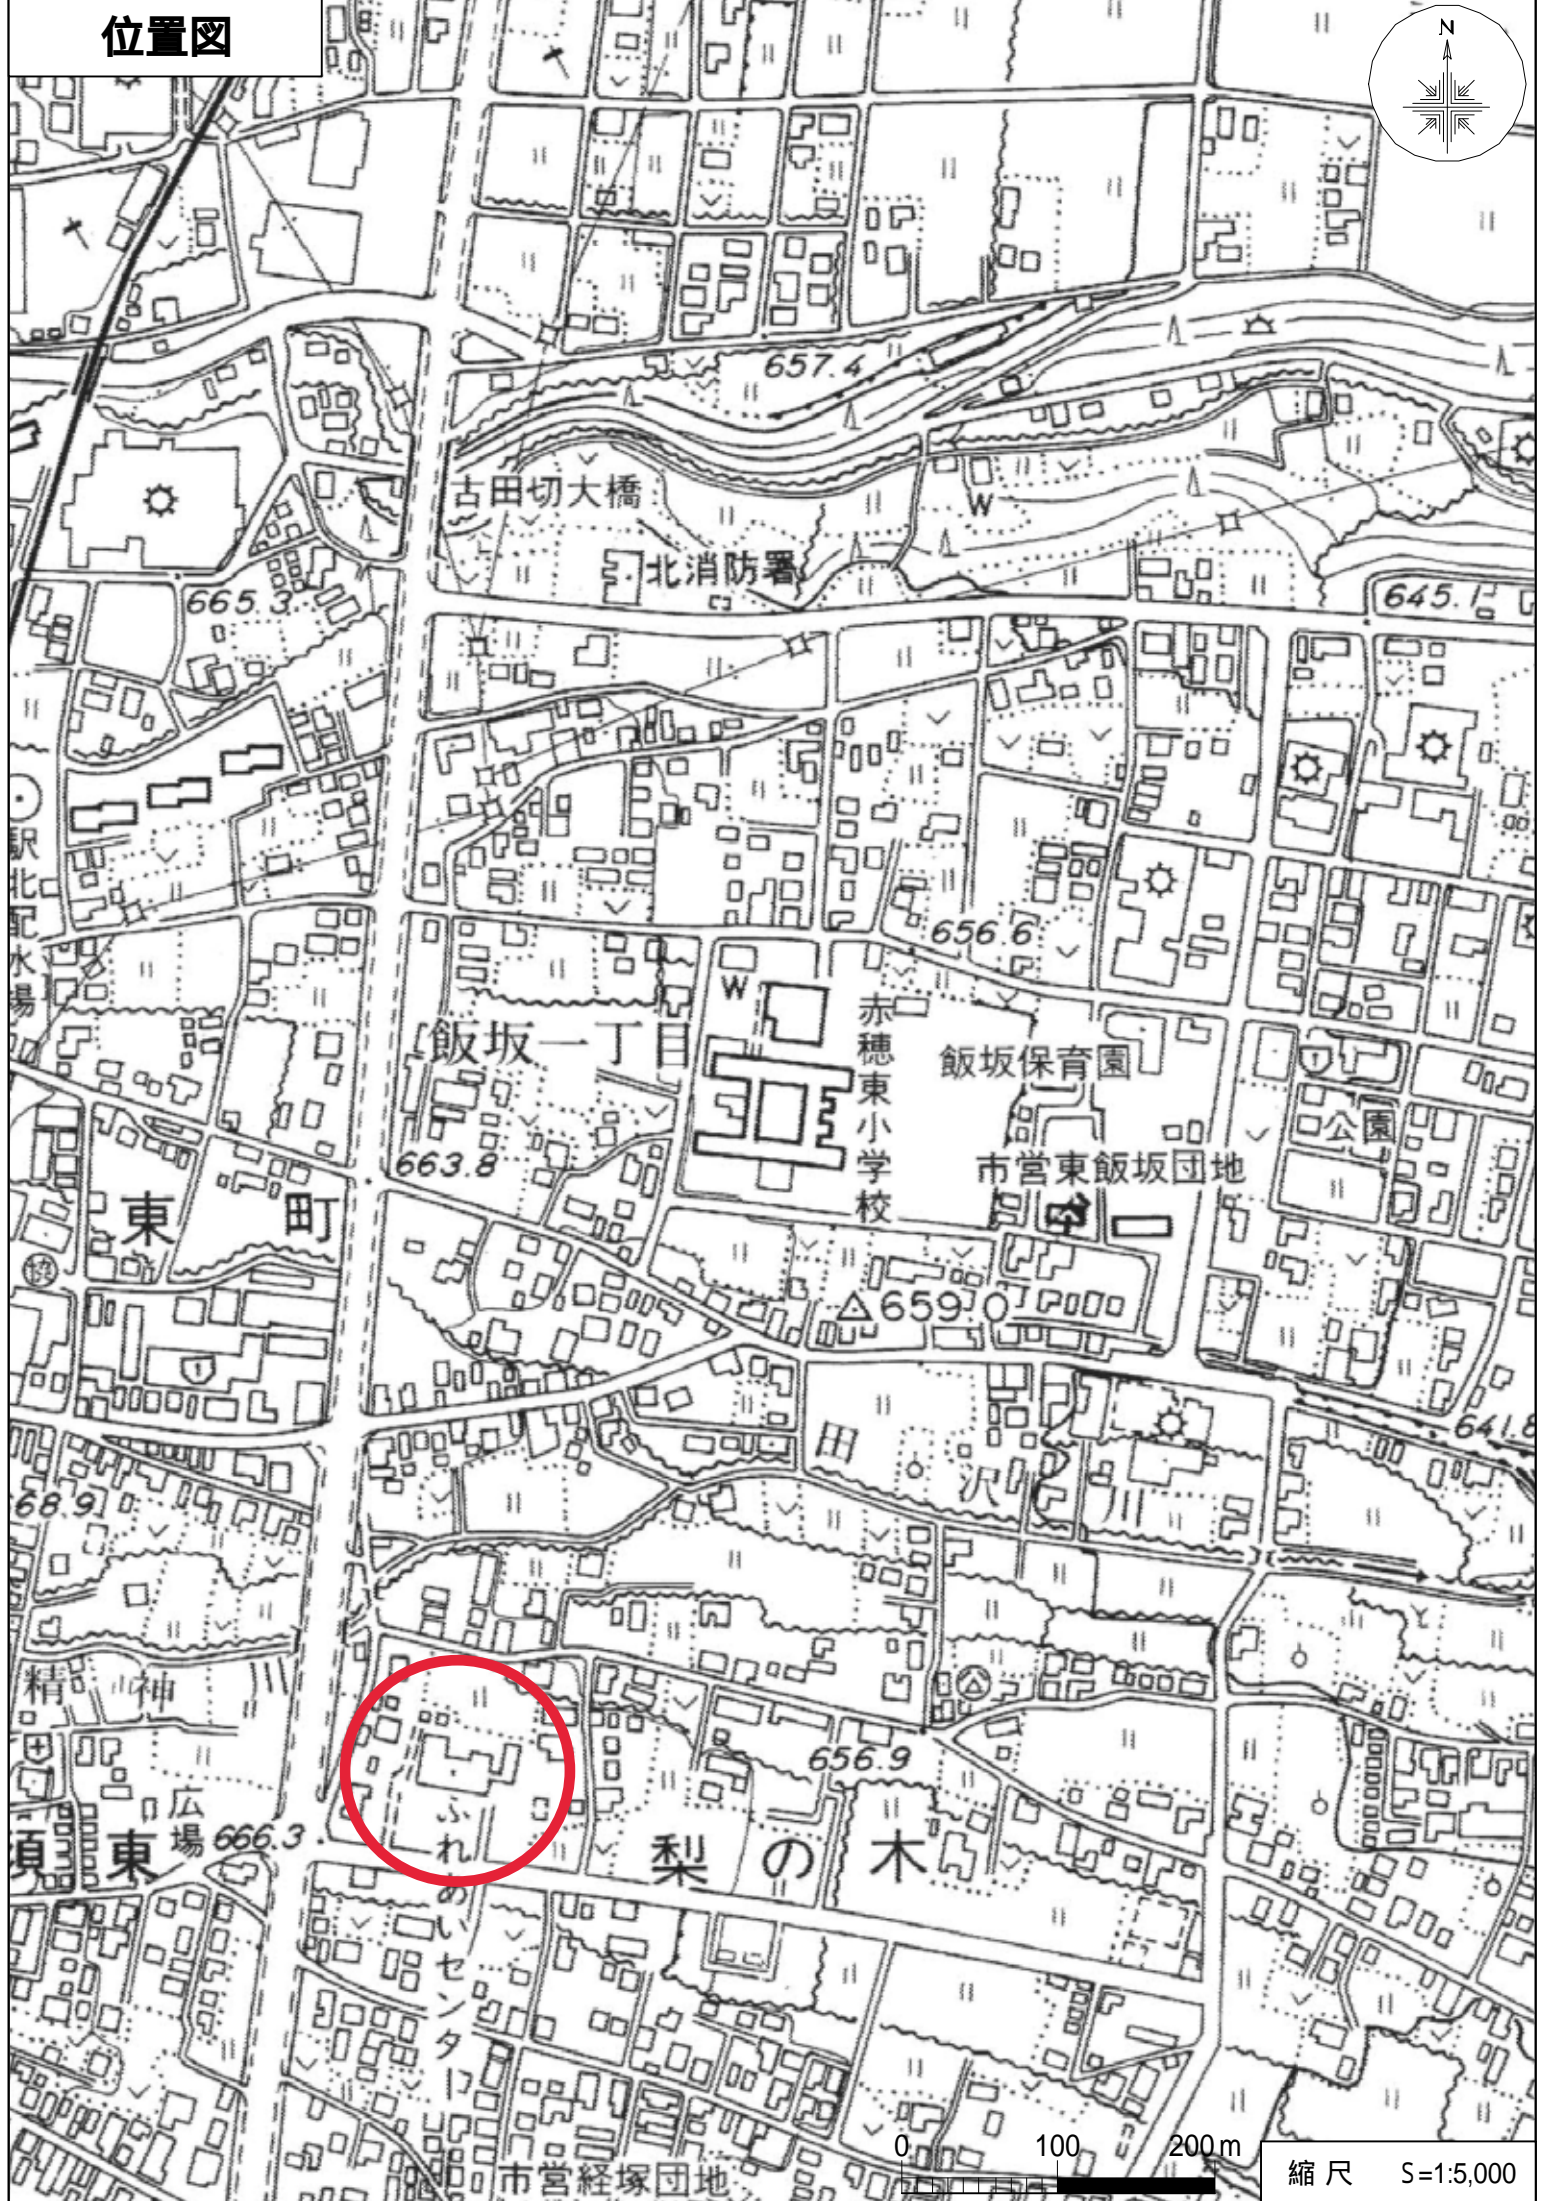 位置図
N
657.4
古田切大橋
北消防署
665.3
645.1
駅北配水場
656.6
W
W
飯坂一丁目
赤穂東小学校
飯坂保育園
公園
663.8
市営東飯坂団地
東町
659.0
641.8
田沢川
68.9
精神
広場
666.3
656.9
ふれあいセンター
須東
梨の木
市営経塚団地
0 100 200m
縮尺 S=1:5,000